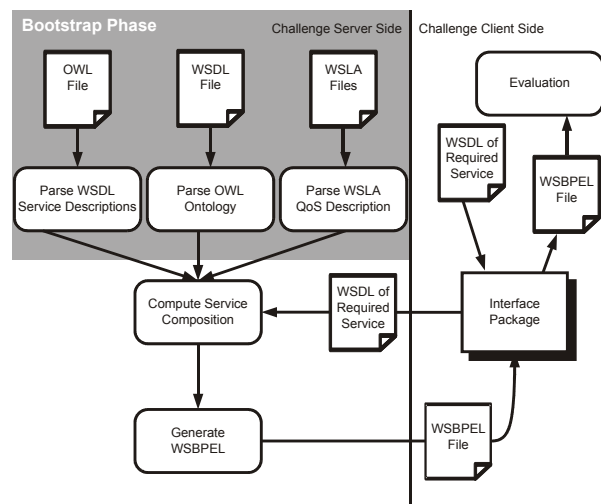 Bootstrap Phase
Challenge Server Side
Challenge Client Side
OWL
File
WSDL
File
WSLA
Files
Evaluation
WSDL of
Required
Service
WSBPEL
File
Parse WSDL
Service Descriptions
Parse OWL
Ontology
Parse WSLA
QoS Description
Compute Service
Composition
WSDL of
Required
Service
Interface
Package
Generate
WSBPEL
WSBPEL
File